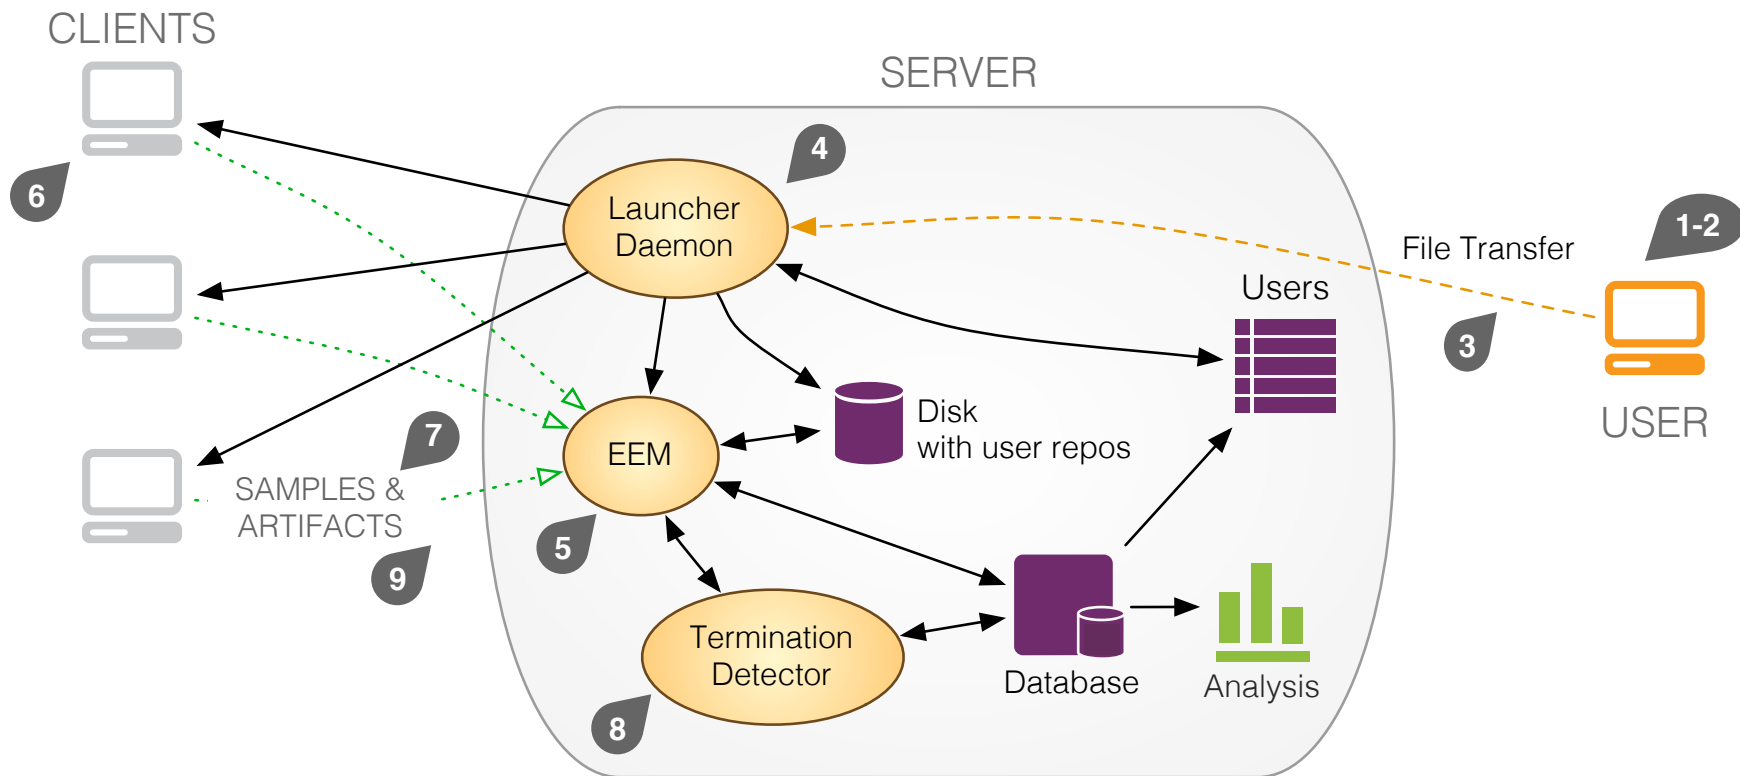 CLIENTS
SERVER
4
6
Launcher
Daemon
1-2
File Transfer
Users
3
USER
7
EEM
Disk
with user repos
SAMPLES &
ARTIFACTS
5
9
Termination
Detector
Database
Analysis
8